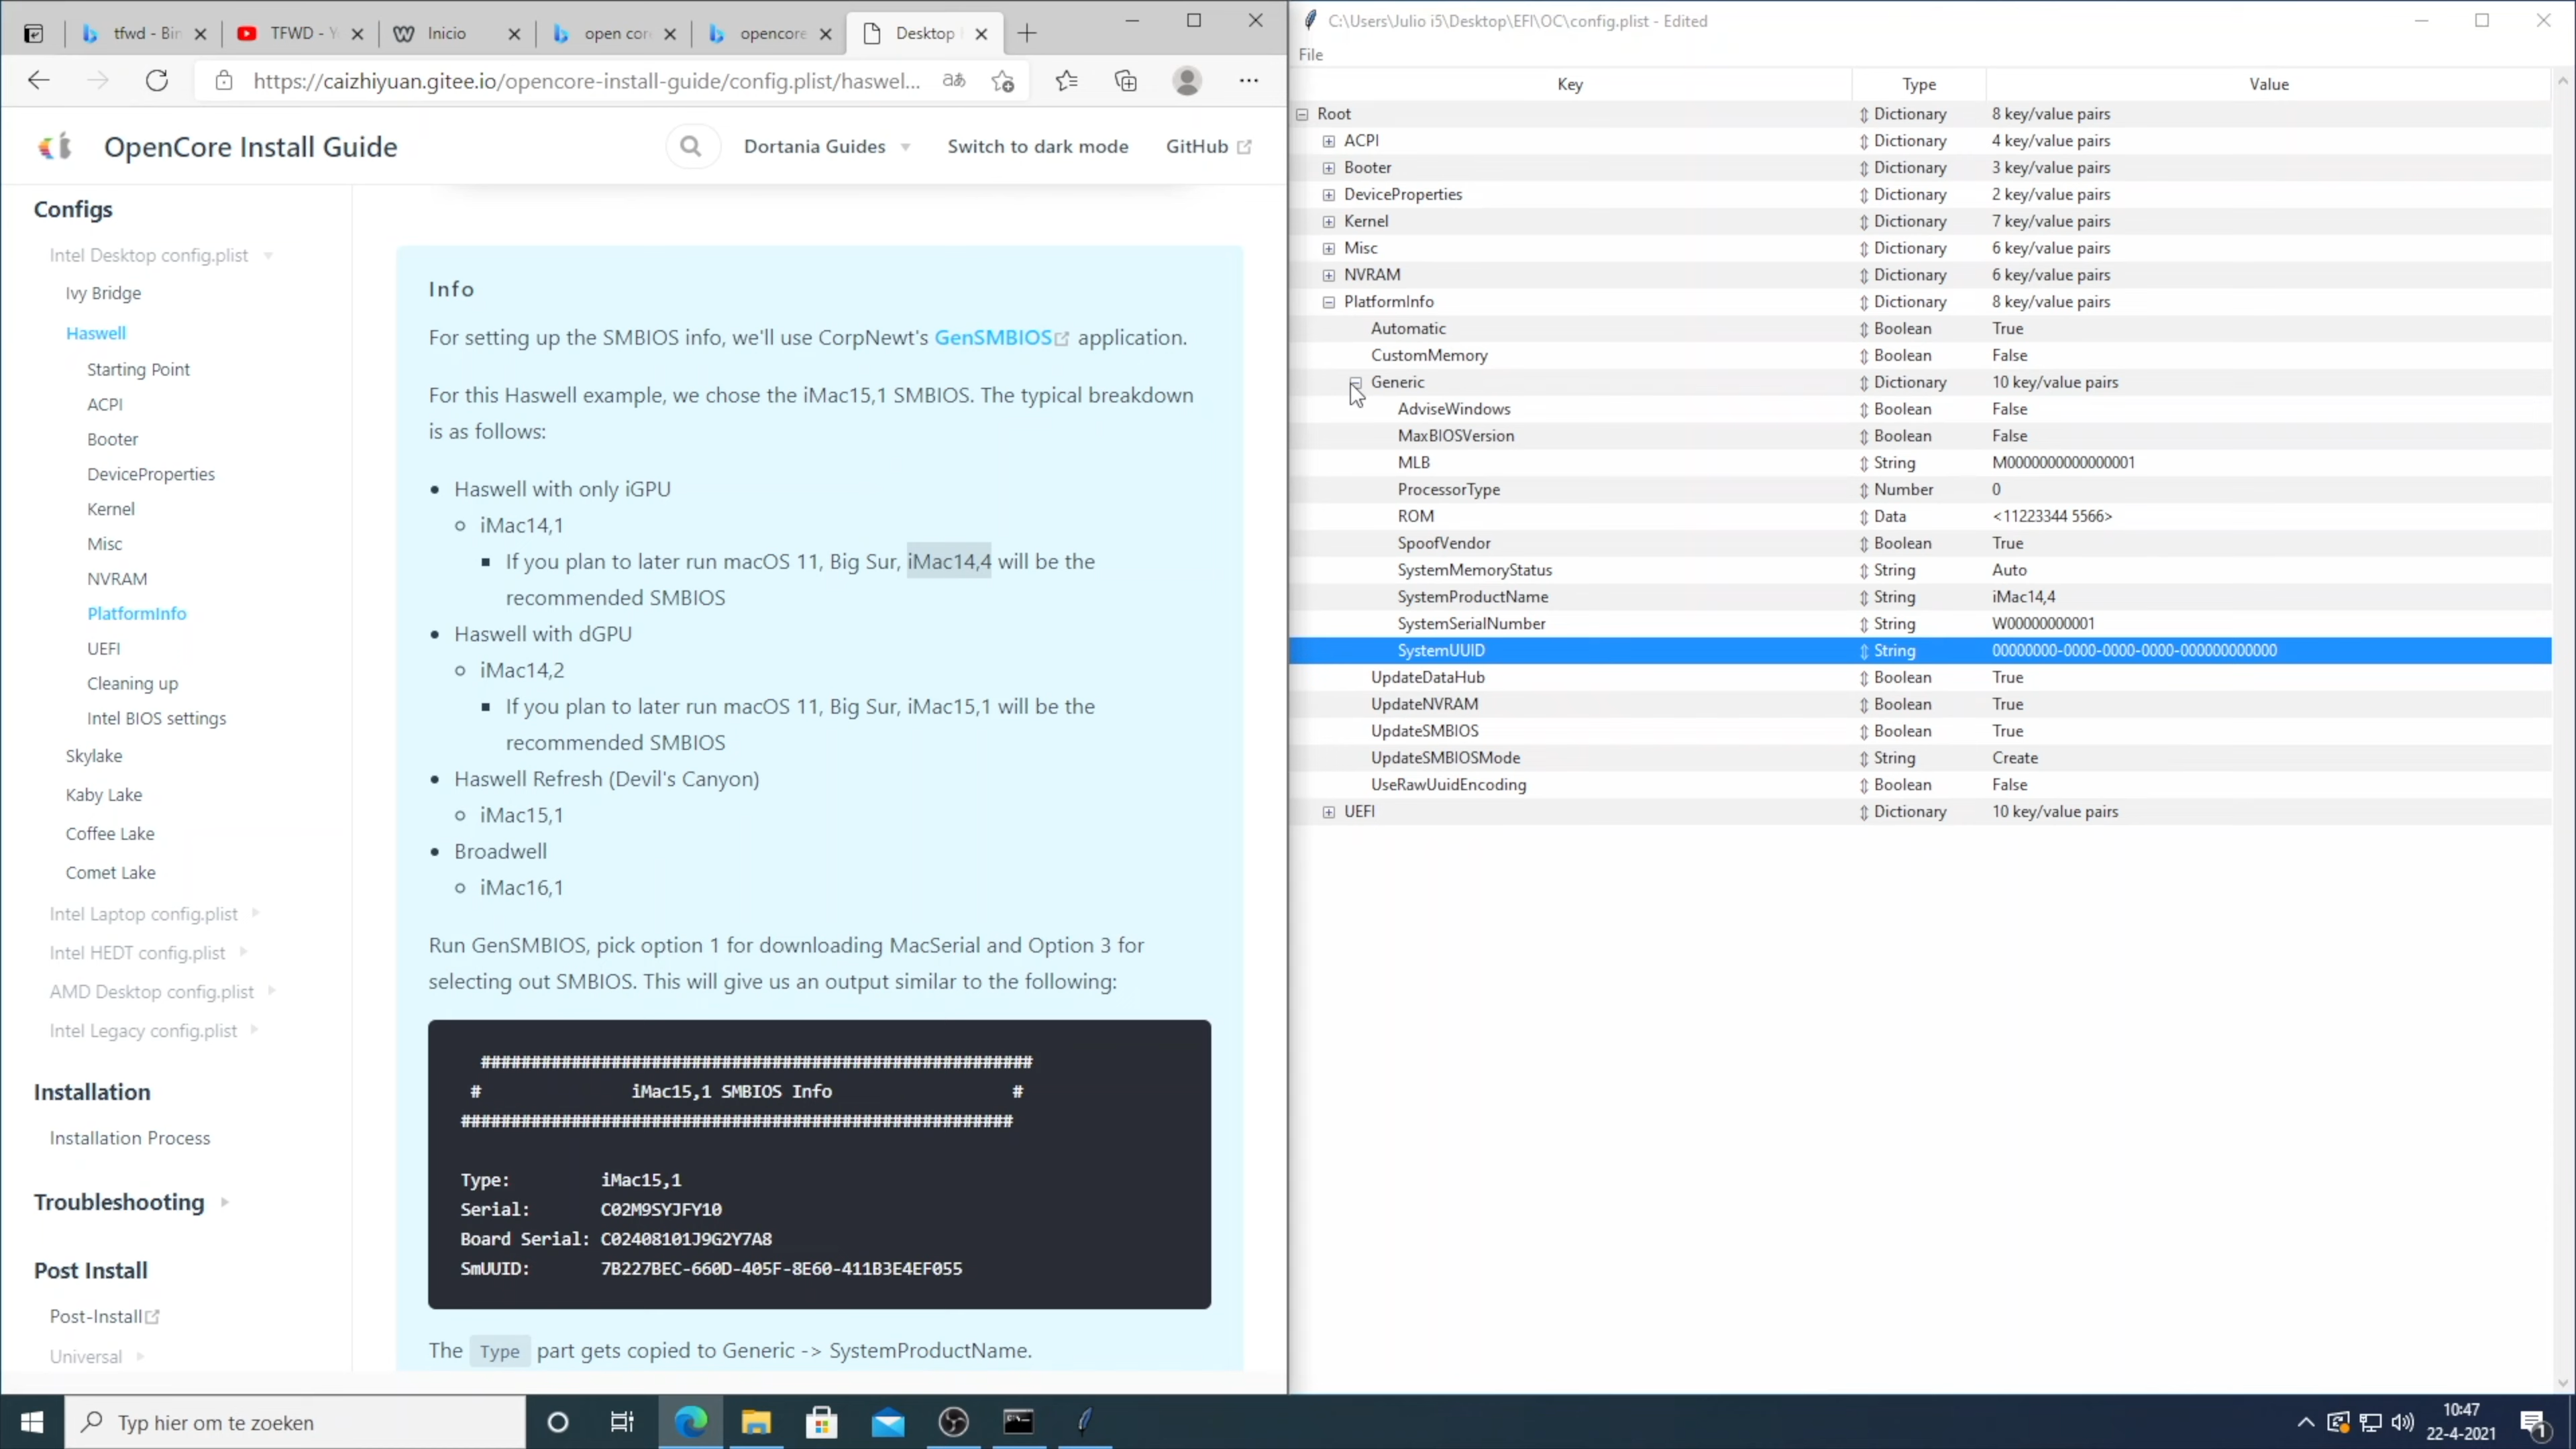 tfwd - Bin
TFWD - Y
Inicio
open cor
opencore
Desktop
https://caizhiyuan.gitee.io/opencore-install-guide/config.plist/haswel...
OpenCore Install Guide
Dortania Guides
Switch to dark mode
GitHub
Configs
Intel Desktop config.plist
Ivy Bridge
Haswell
Starting Point
ACPI
Booter
DeviceProperties
Kernel
Misc
NVRAM
PlatformInfo
UEFI
Cleaning up
Intel BIOS settings
Skylake
Kaby Lake
Coffee Lake
Comet Lake
Intel Laptop config.plist
Intel HEDT config.plist
AMD Desktop config.plist
Intel Legacy config.plist
Installation
Installation Process
Troubleshooting
Post Install
Post-Install
Universal
Info
For setting up the SMBIOS info, we'll use CorpNewt's GenSMBIOS application.
For this Haswell example, we chose the iMac15,1 SMBIOS. The typical breakdown
is as follows:
Haswell with only iGPU
iMac14,1
If you plan to later run macOS 11, Big Sur, iMac14,4 will be the
recommended SMBIOS
Haswell with dGPU
iMac14,2
If you plan to later run macOS 11, Big Sur, iMac15,1 will be the
recommended SMBIOS
Haswell Refresh (Devil's Canyon)
iMac15,1
Broadwell
iMac16,1
Run GenSMBIOS, pick option 1 for downloading MacSerial and Option 3 for
selecting out SMBIOS. This will give us an output similar to the following:
#######################################################
# iMac15,1 SMBIOS Info #
#######################################################
Type: iMac15,1
Serial: C02M9SYJFY10
Board Serial: C02408101J9G2Y7A8
SmUUID: 7B227BEC-660D-405F-8E60-411B3E4EF055
The Type part gets copied to Generic -> SystemProductName.
C:\Users\Julio i5\Desktop\EFI\OC\config.plist - Edited
File
Key Type Value
Root Dictionary 8 key/value pairs
ACPI Dictionary 4 key/value pairs
Booter Dictionary 3 key/value pairs
DeviceProperties Dictionary 2 key/value pairs
Kernel Dictionary 7 key/value pairs
Misc Dictionary 6 key/value pairs
NVRAM Dictionary 6 key/value pairs
PlatformInfo Dictionary 8 key/value pairs
Automatic Boolean True
CustomMemory Boolean False
Generic Dictionary 10 key/value pairs
AdviseWindows Boolean False
MaxBIOSVersion Boolean False
MLB String M0000000000000001
ProcessorType Number 0
ROM Data <11223344 5566>
SpoofVendor Boolean True
SystemMemoryStatus String Auto
SystemProductName String iMac14,4
SystemSerialNumber String W00000000001
SystemUUID String 00000000-0000-0000-0000-000000000000
UpdateDataHub Boolean True
UpdateNVRAM Boolean True
UpdateSMBIOS Boolean True
UpdateSMBIOSMode String Create
UseRawUuidEncoding Boolean False
UEFI Dictionary 10 key/value pairs
Typ hier om te zoeken
10:47
22-4-2021
1